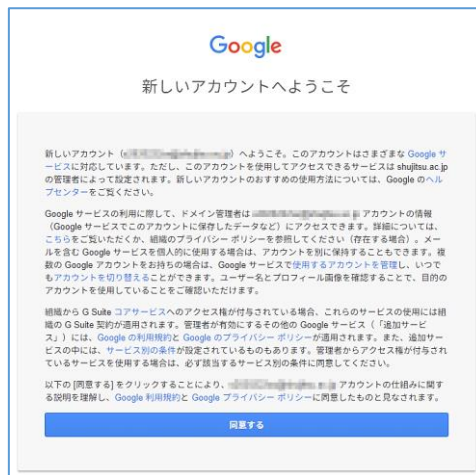 Google
新しいアカウントへようこそ
新しいアカウント（）へようこそ。このアカウントはさまざまな Google サ
ービスに対応しています。ただし、このアカウントを使用してアクセスできるサービスは shujitsu.ac.jp
の管理者によって設定されます。新しいアカウントのおすすめの使用方法については、Google のヘル
プセンターをご覧ください。
Google サービスの利用に際して、ドメイン管理者は アカウントの情報
（Google サービスでこのアカウントに保存したデータなど）にアクセスできます。詳細については、
こちらをご覧いただくか、組織のプライバシー ポリシーを参照してください（存在する場合）。メー
ルを含む Google サービスを個人的に使用する場合は、アカウントを別に保持することもできます。複
数の Google アカウントをお持ちの場合は、Google サービスで使用するアカウントを管理し、いつで
もアカウントを切り替えることができます。ユーザー名とプロフィール画像を確認することで、目的の
アカウントを使用していることをご確認いただけます。
組織から G Suite コアサービスへのアクセス権が付与されている場合、これらのサービスの使用には組
織の G Suite 契約が適用されます。管理者が有効にするその他の Google サービス（「追加サービ
ス」）には、Google の利用規約と Google のプライバシー ポリシーが適用されます。また、追加サー
ビスの中には、サービス別の条件が設定されているものもあります。管理者からアクセス権が付与され
ているサービスを使用する場合は、必ず該当するサービス別の条件に同意してください。
以下の [同意する] をクリックすることにより、 アカウントの仕組みに関す
る説明を理解し、Google 利用規約と Google プライバシー ポリシーに同意したものと見なされます。
同意する